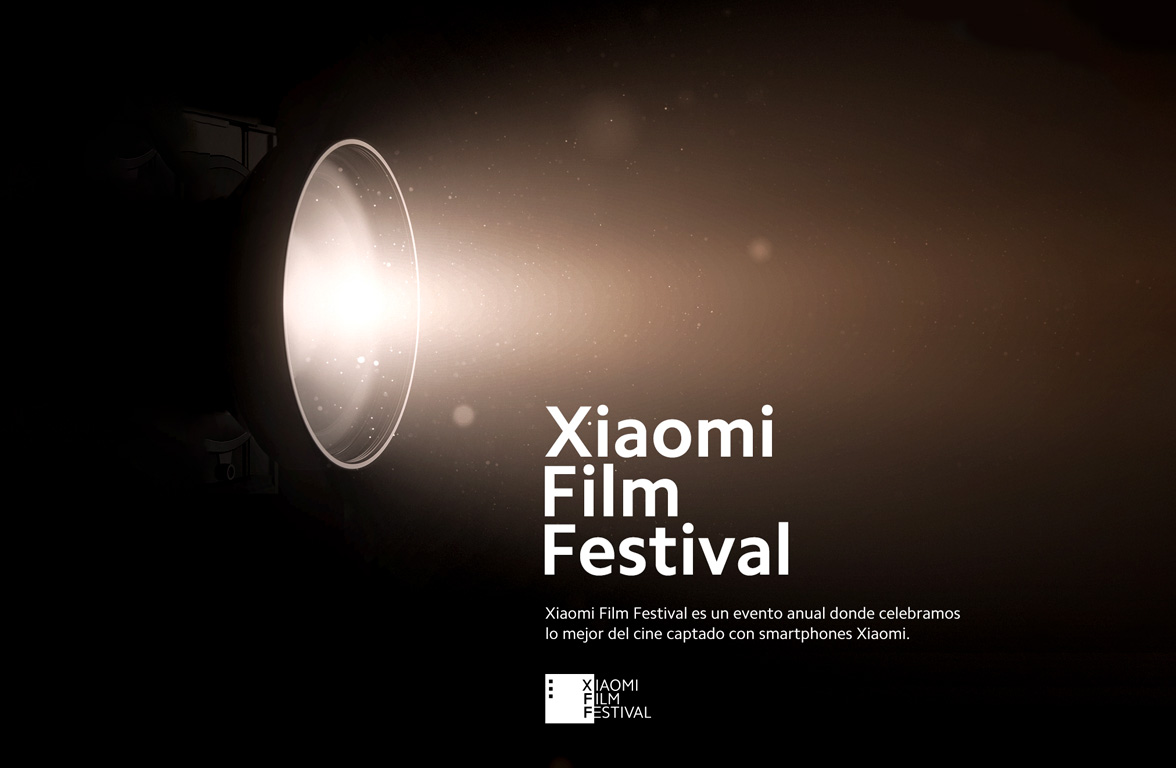 Xiaomi
Film
Festival
Xiaomi Film Festival es un evento anual donde celebramos
lo mejor del cine captado con smartphones Xiaomi.
XIAOMI
FILM
FESTIVAL